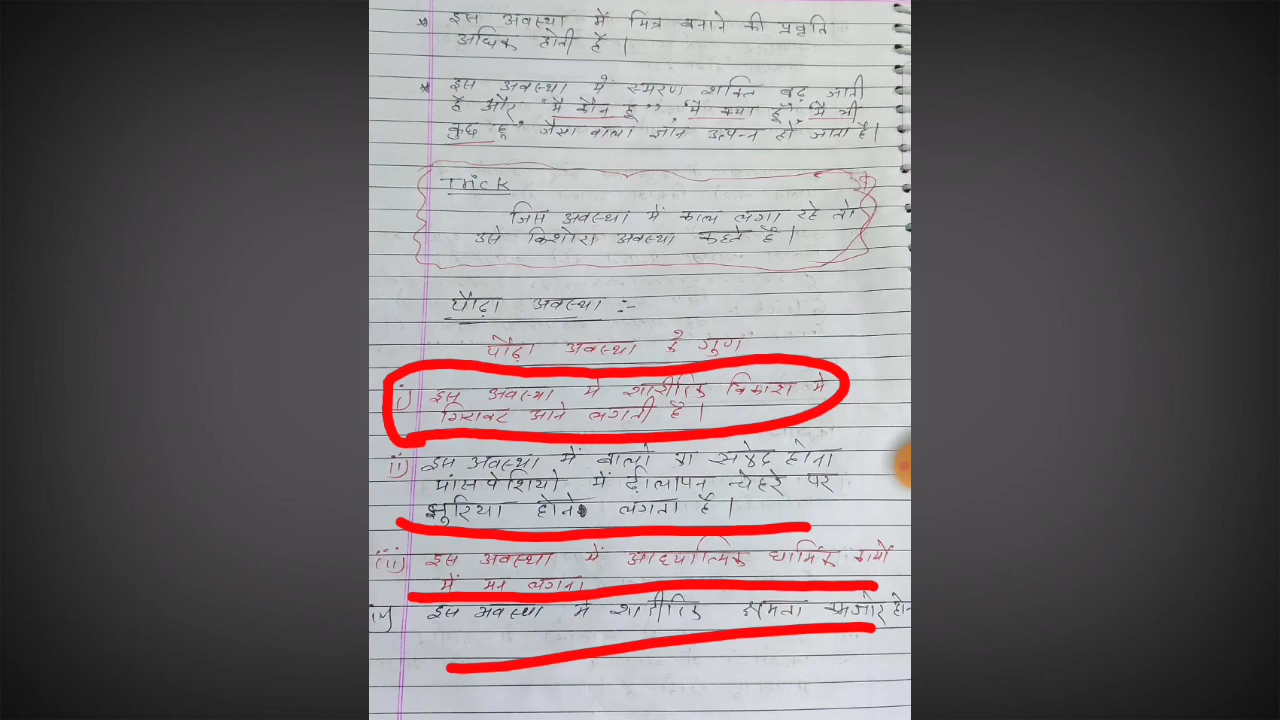 * इस अवस्था में मित्र बनाने की प्रवृति
अधिक होती है ।
* इस अवस्था में स्मरण शक्ति बढ़ जाती
है और "मैं कौन हू" "मैं क्या हूँ" "मैं भी
कुछ हू" जैसा वाला ज्ञान उत्पन्न हो जाता है।
Trick
जिस अवस्था में काल लगा रहे तो
उसे किशोरा अवस्था कहते है ।
पौढ़ा अवस्था :-
पौढ़ा अवस्था के गुण
i) इस अवस्था मे शारीरिक विकास मे
गिरावट आने लगती है।
ii) इस अवस्था में बालो का सफेद होना
मांसपेशियो में ढ़ीलापन चेहरे पर
झूरिया होने लगता है ।
iii) इस अवस्था में आध्यात्मिक धार्मिक कार्यो
में मन लगना
iv) इस अवस्था मे शारीरिक क्षमता कमजोर होन